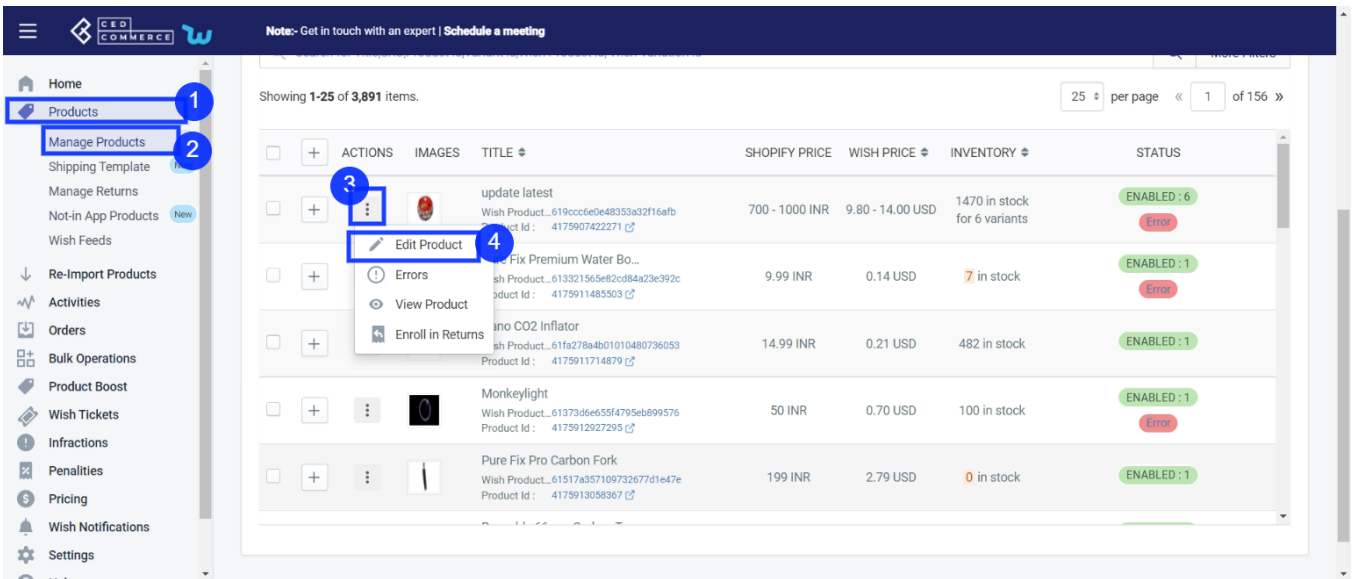 CED COMMERCE
Note:- Get in touch with an expert | Schedule a meeting
Home
Products
1
Manage Products
2
Shipping Template
Manage Returns
Not-in App Products New
Wish Feeds
Re-Import Products
Activities
Orders
Bulk Operations
Product Boost
Wish Tickets
Infractions
Penalities
Pricing
Wish Notifications
Settings
Showing 1-25 of 3,891 items.
25 per page « 1 of 156 »
ACTIONS IMAGES TITLE SHOPIFY PRICE WISH PRICE INVENTORY STATUS
3
update latest
Wish Product...619ccc6e0e48353a32f16afb
Id : 4175907422271
700 - 1000 INR 9.80 - 14.00 USD 1470 in stock
for 6 variants
ENABLED : 6
Error
Edit Product
4
Errors
View Product
Enroll in Returns
Fix Premium Water Bo...
Product...613321565e82cd84a23e392c
Id : 4175911485503
9.99 INR 0.14 USD 7 in stock
ENABLED : 1
Error
CO2 Inflator
Product...61fa278a4b01010480736053
Product Id : 4175911714879
14.99 INR 0.21 USD 482 in stock
ENABLED : 1
Monkeylight
Wish Product...61373d6e655f4795eb899576
Product Id : 4175912927295
50 INR 0.70 USD 100 in stock
ENABLED : 1
Error
Pure Fix Pro Carbon Fork
Wish Product...61517a357109732677d1e47e
Product Id : 4175913058367
199 INR 2.79 USD 0 in stock
ENABLED : 1